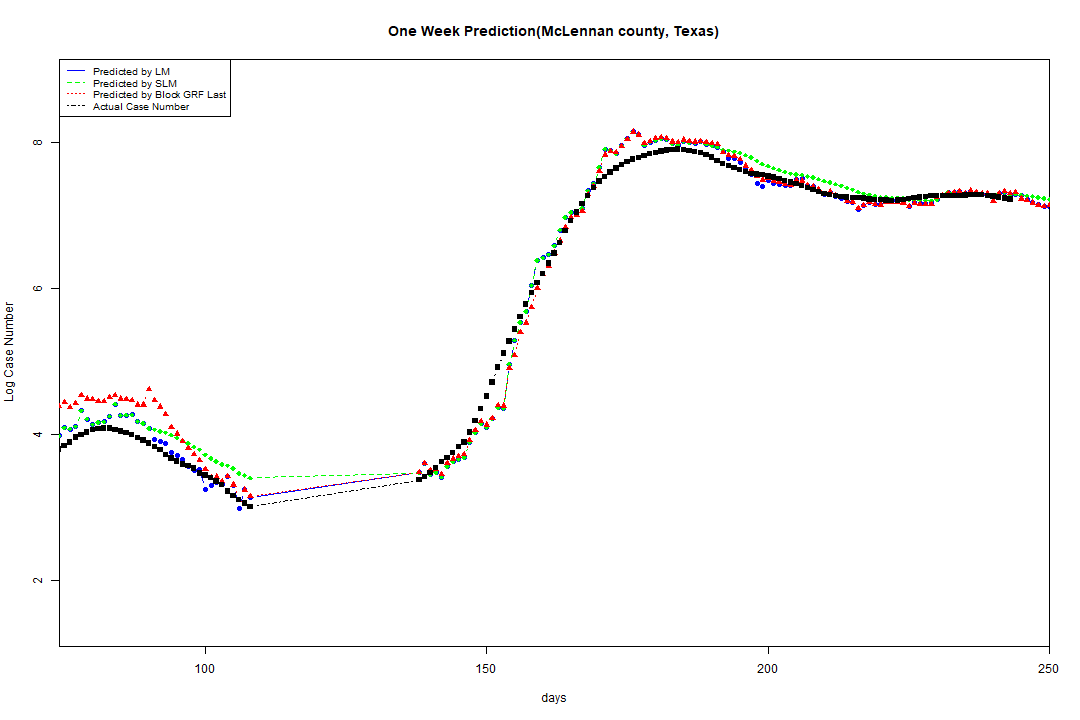 One Week Prediction(McLennan county, Texas)
Predicted by LM
Predicted by SLM
Predicted by Block GRF Last
Actual Case Number
8
6
4
2
Log Case Number
100 150 200 250
days